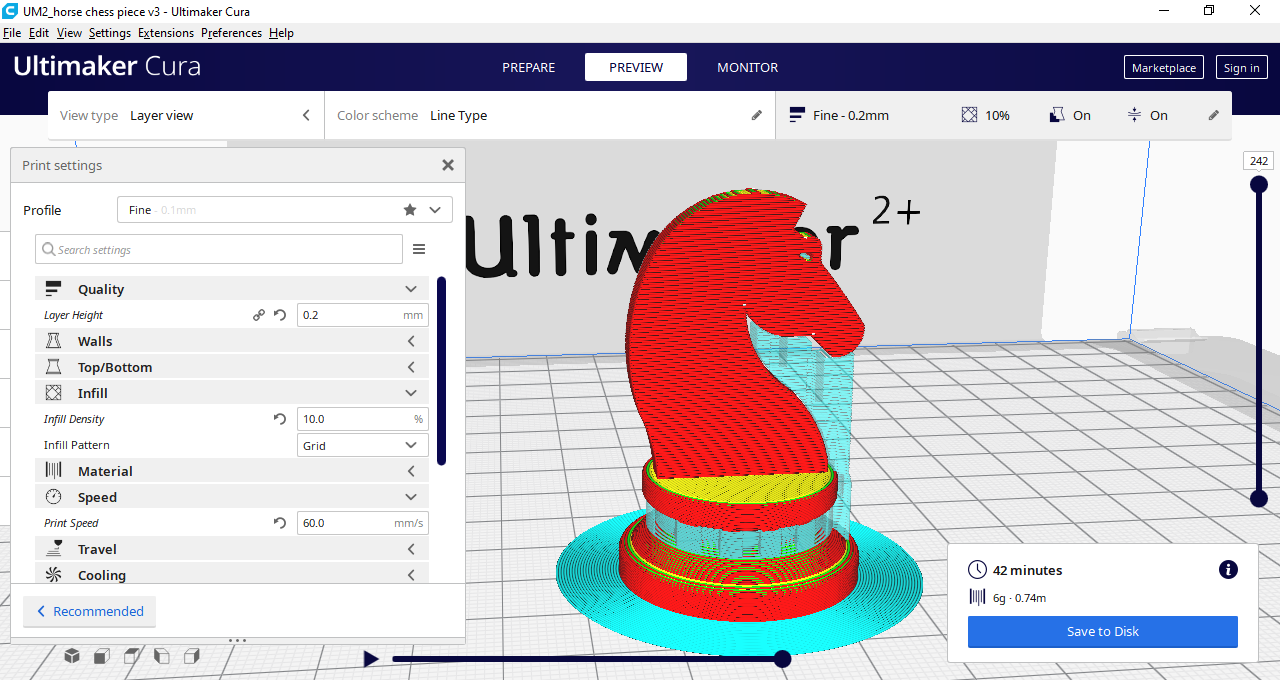 UM2_horse chess piece v3 - Ultimaker Cura
File Edit View Settings Extensions Preferences Help
Ultimaker Cura
PREPARE PREVIEW MONITOR
Marketplace Sign in
View type Layer view
Color scheme Line Type
Fine - 0.2mm 10% On On
Print settings
242
Profile Fine - 0.1mm
2+
Search settings
Quality
Layer Height 0.2 mm
Walls
Top/Bottom
Infill
Infill Density 10.0 %
Infill Pattern Grid
Material
Speed
Print Speed 60.0 mm/s
Travel
Cooling
Recommended
42 minutes
6g · 0.74m
Save to Disk